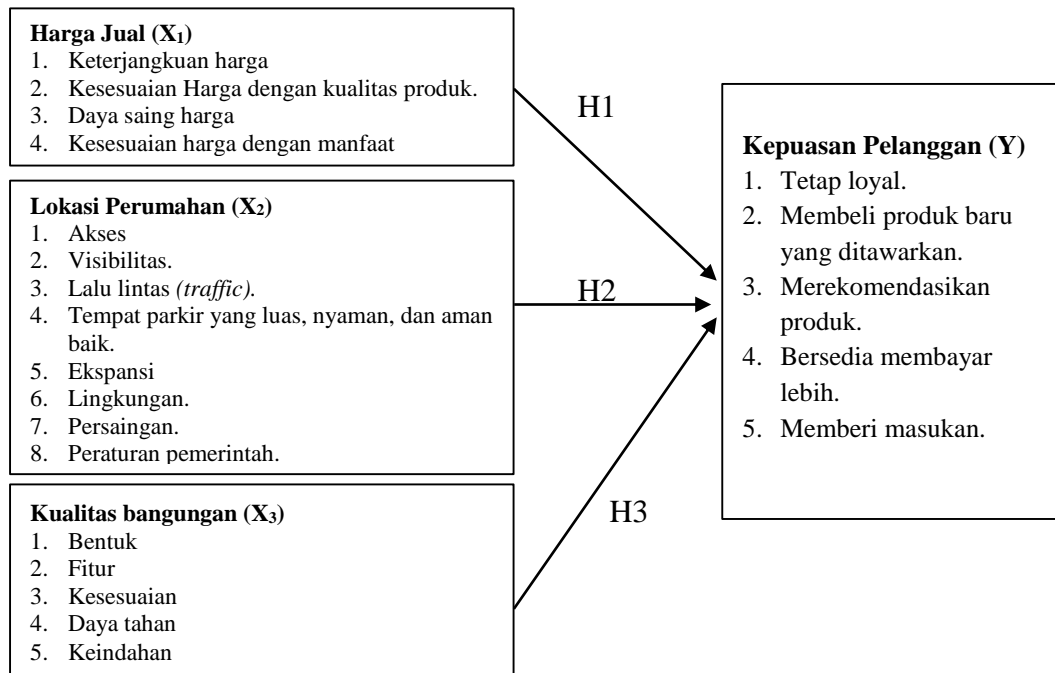 Harga Jual (X₁)
1. Keterjangkuan harga
2. Kesesuaian Harga dengan kualitas produk.
3. Daya saing harga
4. Kesesuaian harga dengan manfaat
H1
Lokasi Perumahan (X₂)
1. Akses
2. Visibilitas.
3. Lalu lintas (traffic).
4. Tempat parkir yang luas, nyaman, dan aman
baik.
5. Ekspansi
6. Lingkungan.
7. Persaingan.
8. Peraturan pemerintah.
H2
Kualitas bangungan (X₃)
1. Bentuk
2. Fitur
3. Kesesuaian
4. Daya tahan
5. Keindahan
H3
Kepuasan Pelanggan (Y)
1. Tetap loyal.
2. Membeli produk baru
yang ditawarkan.
3. Merekomendasikan
produk.
4. Bersedia membayar
lebih.
5. Memberi masukan.